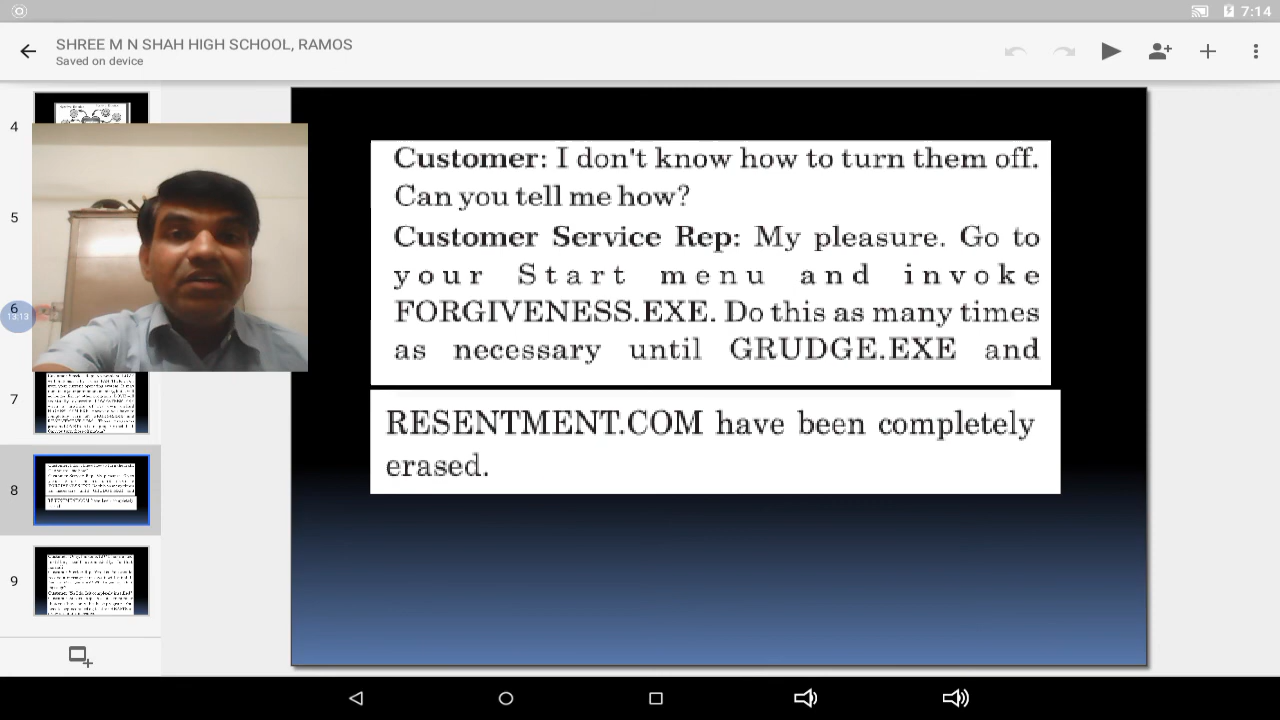 7:14
SHREE M N SHAH HIGH SCHOOL, RAMOS
Saved on device
4
5
6
13:13
7
8
9
Customer: I don't know how to turn them off.
Can you tell me how?
Customer Service Rep: My pleasure. Go to
your Start menu and invoke
FORGIVENESS.EXE. Do this as many times
as necessary until GRUDGE.EXE and
RESENTMENT.COM have been completely
erased.